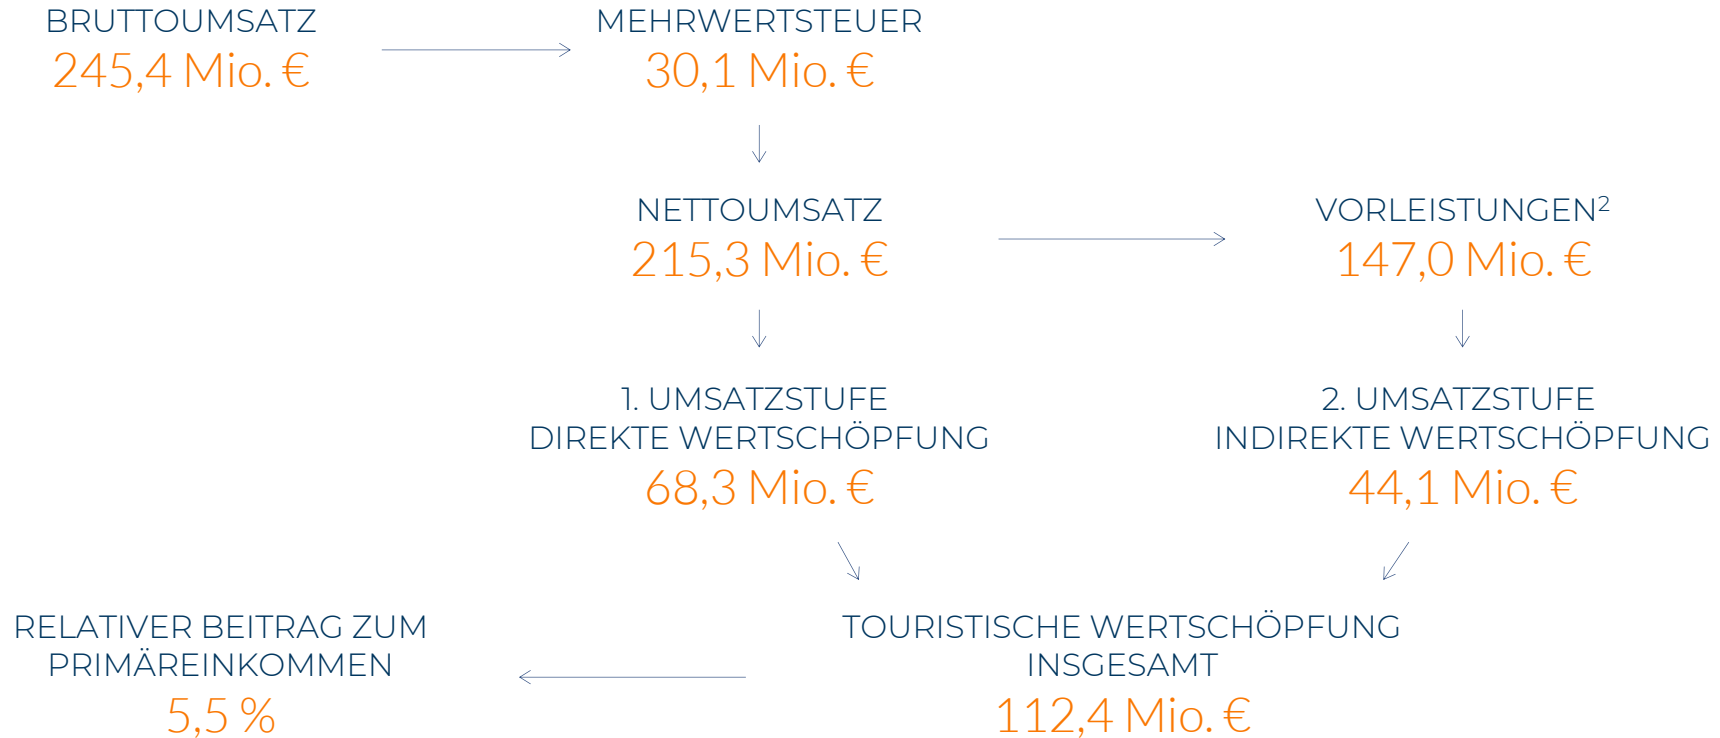 BRUTTOUMSATZ
245,4 Mio. €
MEHRWERTSTEUER
30,1 Mio. €
NETTOUMSATZ
215,3 Mio. €
VORLEISTUNGEN²
147,0 Mio. €
1. UMSATZSTUFE
DIREKTE WERTSCHÖPFUNG
68,3 Mio. €
2. UMSATZSTUFE
INDIREKTE WERTSCHÖPFUNG
44,1 Mio. €
RELATIVER BEITRAG ZUM
PRIMÄREINKOMMEN
5,5 %
TOURISTISCHE WERTSCHÖPFUNG
INSGESAMT
112,4 Mio. €